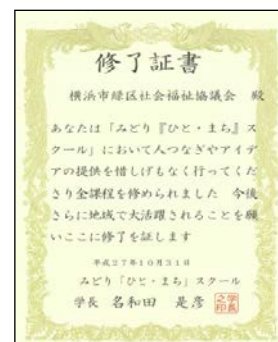 修了証書
横浜市緑区社会福祉協議会 殿
あなたは「みどり『ひと・まち』ス
クール」において人つなぎやアイデ
アの提供を惜しげもなく行ってくだ
さり全課程を修められました 今後
さらに地域で大活躍されることを願
いここに修了を証します
平成27年10月31日
みどり「ひと・まち」スクール
学長 名和田 是彦
学長之印